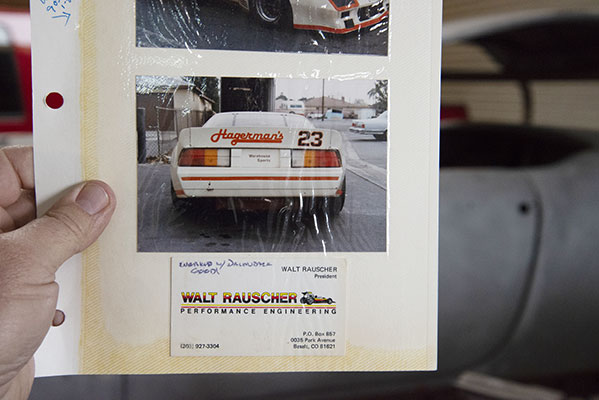 Hagerman's 23
Warehouse
Sports
WALT RAUSCHER
President
WALT RAUSCHER
PERFORMANCE ENGINEERING
P.O. Box 657
0035 Park Avenue
Basalt, CO 81621
(303) 927-3304